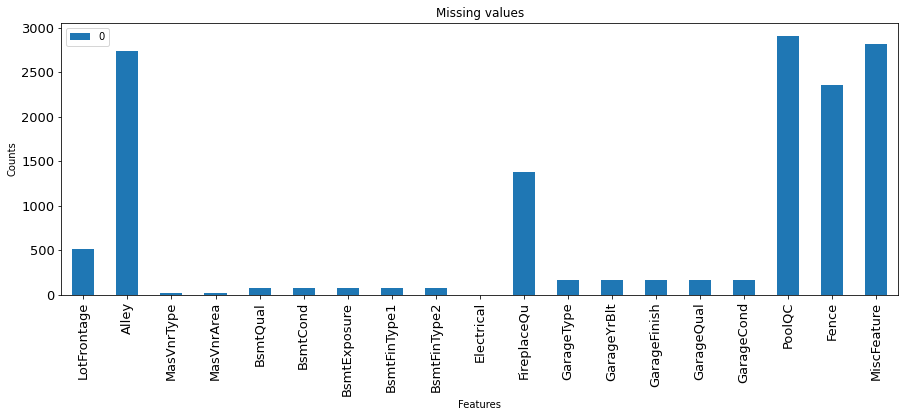 Missing values
0
3000
2500
2000
1500
1000
500
0
Counts
LotFrontage
Alley
MasVnrType
MasVnrArea
BsmtQual
BsmtCond
BsmtExposure
BsmtFinType1
BsmtFinType2
Electrical
FireplaceQu
GarageType
GarageYrBlt
GarageFinish
GarageQual
GarageCond
PoolQC
Fence
MiscFeature
Features